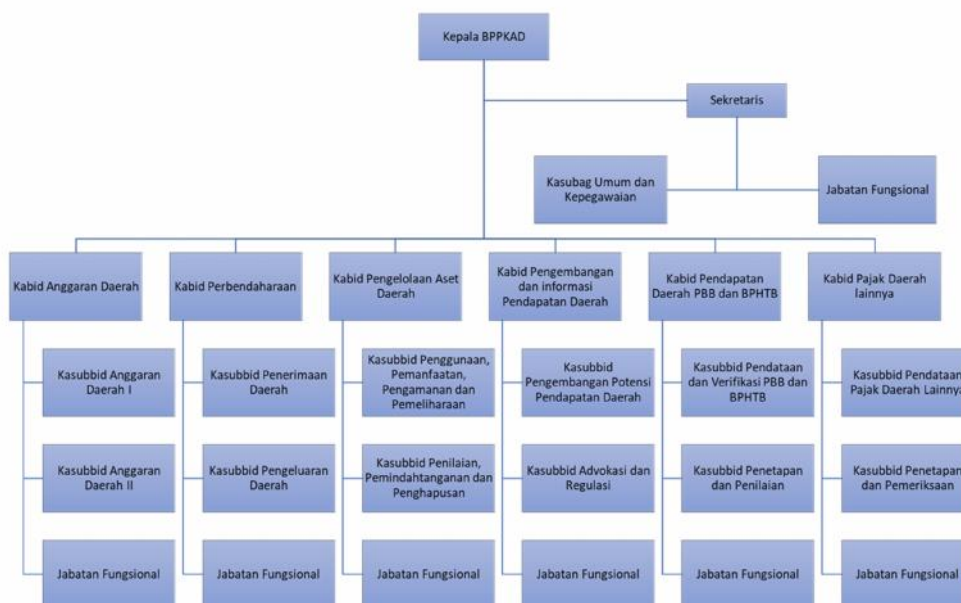 Kepala BPPKAD
Sekretaris
Kasubag Umum dan
Kepegawaian
Jabatan Fungsional
Kabid Anggaran Daerah
Kabid Perbendaharaan
Kabid Pengelolaan Aset
Daerah
Kabid Pengembangan
dan informasi
Pendapatan Daerah
Kabid Pendapatan
Daerah PBB dan BPHTB
Kabid Pajak Daerah
lainnya
Kasubbid Anggaran
Daerah I
Kasubbid Penerimaan
Daerah
Kasubbid Penggunaan,
Pemanfaatan,
Pengamanan dan
Pemeliharaan
Kasubbid
Pengembangan Potensi
Pendapatan Daerah
Kasubbid Pendataan
dan Verifikasi PBB dan
BPHTB
Kasubbid Pendataan
Pajak Daerah Lainnya
Kasubbid Anggaran
Daerah II
Kasubbid Pengeluaran
Daerah
Kasubbid Penilaian,
Pemindahtanganan dan
Penghapusan
Kasubbid Advokasi dan
Regulasi
Kasubbid Penetapan
dan Penilaian
Kasubbid Penetapan
dan Pemeriksaan
Jabatan Fungsional
Jabatan Fungsional
Jabatan Fungsional
Jabatan Fungsional
Jabatan Fungsional
Jabatan Fungsional